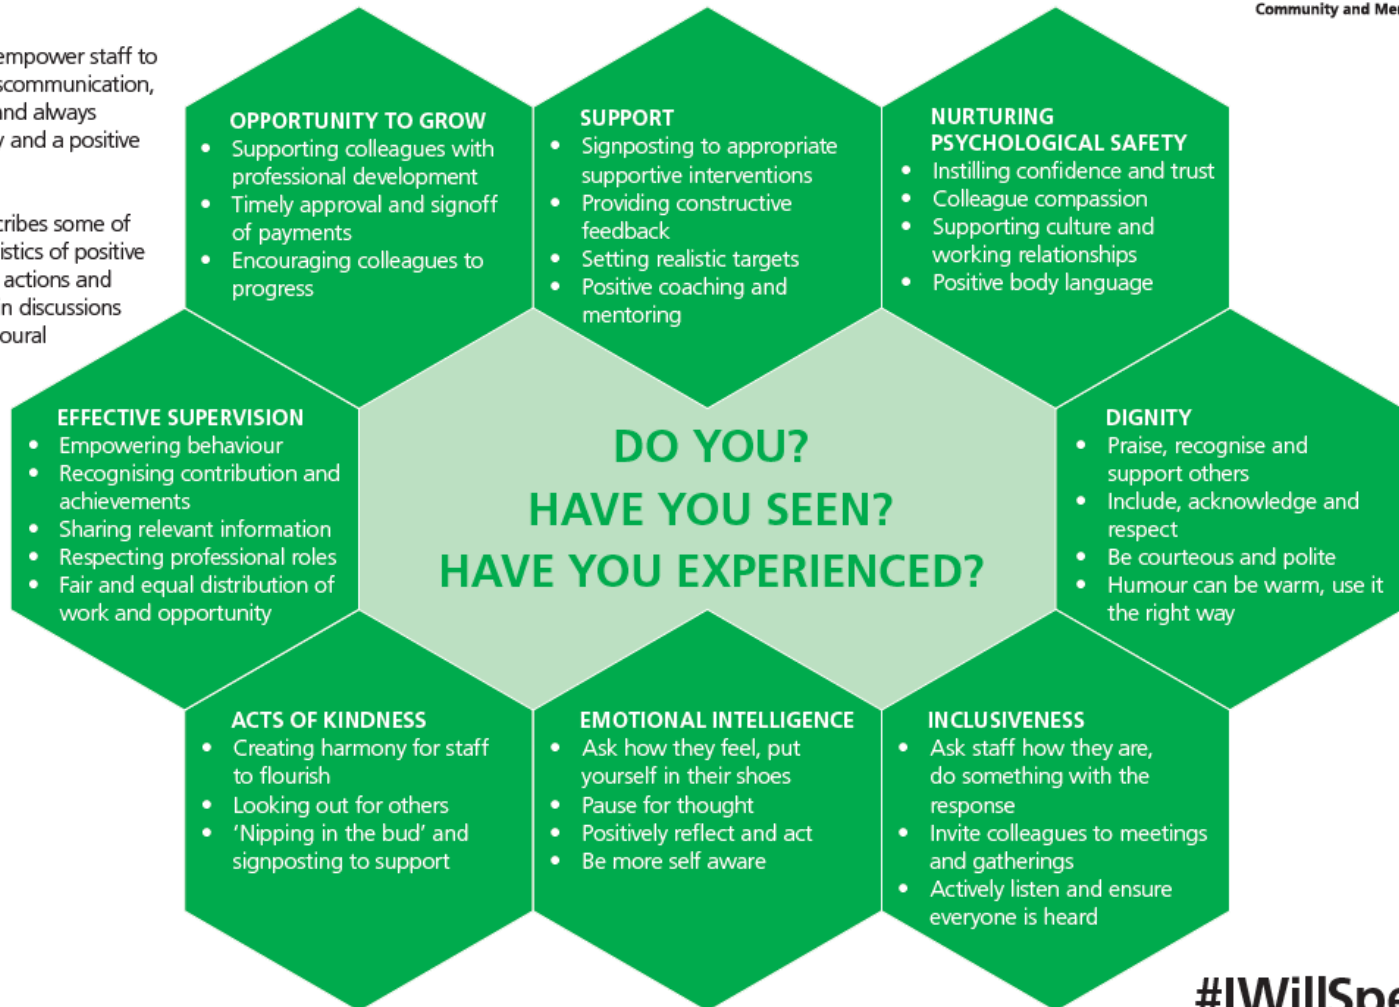 Community and Me
empower staff to
scommunication,
and always
y and a positive
cribes some of
istics of positive
actions and
in discussions
oural
OPPORTUNITY TO GROW
• Supporting colleagues with
professional development
• Timely approval and signoff
of payments
• Encouraging colleagues to
progress
SUPPORT
• Signposting to appropriate
supportive interventions
• Providing constructive
feedback
• Setting realistic targets
• Positive coaching and
mentoring
NURTURING
PSYCHOLOGICAL SAFETY
• Instilling confidence and trust
• Colleague compassion
• Supporting culture and
working relationships
• Positive body language
EFFECTIVE SUPERVISION
• Empowering behaviour
• Recognising contribution and
achievements
• Sharing relevant information
• Respecting professional roles
• Fair and equal distribution of
work and opportunity
DO YOU?
HAVE YOU SEEN?
HAVE YOU EXPERIENCED?
DIGNITY
• Praise, recognise and
support others
• Include, acknowledge and
respect
• Be courteous and polite
• Humour can be warm, use it
the right way
ACTS OF KINDNESS
• Creating harmony for staff
to flourish
• Looking out for others
• ‘Nipping in the bud’ and
signposting to support
EMOTIONAL INTELLIGENCE
• Ask how they feel, put
yourself in their shoes
• Pause for thought
• Positively reflect and act
• Be more self aware
INCLUSIVENESS
• Ask staff how they are,
do something with the
response
• Invite colleagues to meetings
and gatherings
• Actively listen and ensure
everyone is heard
#IWillSpe